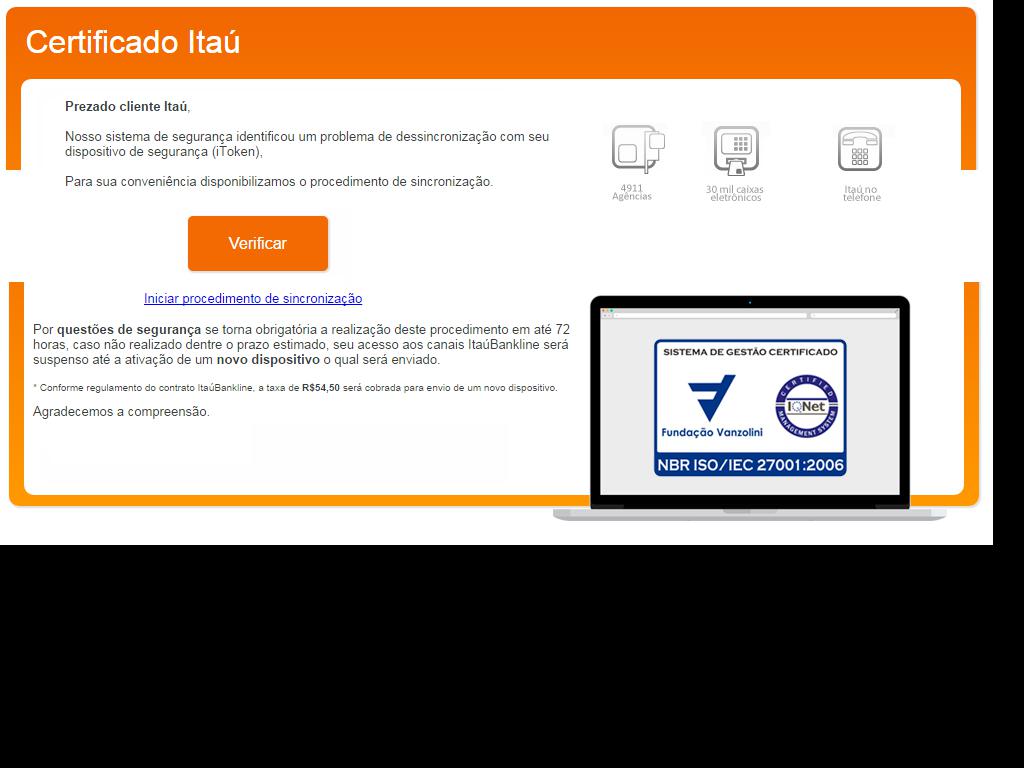 Certificado Itaú
Prezado cliente Itaú,
Nosso sistema de segurança identificou um problema de dessincronização com seu
dispositivo de segurança (iToken),
Para sua conveniência disponibilizamos o procedimento de sincronização.
4911
Agências
30 mil caixas
eletrônicos
Itaú no
telefone
Verificar
Iniciar procedimento de sincronização
Por questões de segurança se torna obrigatória a realização deste procedimento em até 72
horas, caso não realizado dentre o prazo estimado, seu acesso aos canais ItaúBankline será
suspenso até a ativação de um novo dispositivo o qual será enviado.
* Conforme regulamento do contrato ItaúBankline, a taxa de R$54,50 será cobrada para envio de um novo dispositivo.
Agradecemos a compreensão.
SISTEMA DE GESTÃO CERTIFICADO
Fundação Vanzolini
CERTIFIED
IQNet
MANAGEMENT SYSTEM
NBR ISO/IEC 27001:2006